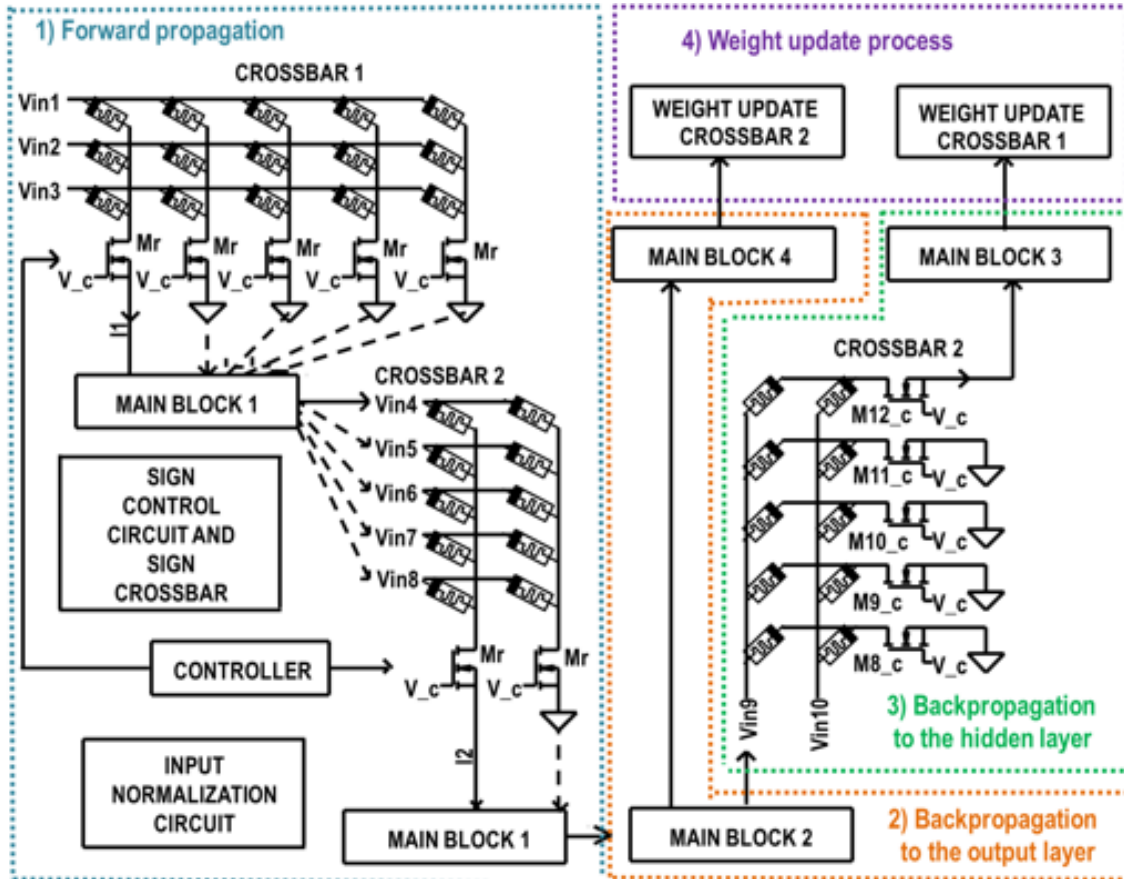 1) Forward propagation
CROSSBAR 1
Vin1
Vin2
Vin3
Mr
Mr
Mr
Mr
Mr
V_c
V_c
V_c
V_c
V_c
I1
MAIN BLOCK 1
CROSSBAR 2
Vin4
Vin5
Vin6
Vin7
Vin8
SIGN
CONTROL
CIRCUIT AND
SIGN
CROSSBAR
CONTROLLER
Mr
Mr
V_c
V_c
I2
INPUT
NORMALIZATION
CIRCUIT
MAIN BLOCK 1
4) Weight update process
WEIGHT UPDATE
CROSSBAR 2
WEIGHT UPDATE
CROSSBAR 1
MAIN BLOCK 4
MAIN BLOCK 3
CROSSBAR 2
M12_c
V_c
M11_c
V_c
M10_c
V_c
M9_c
V_c
M8_c
V_c
Vin9
Vin10
3) Backpropagation
to the hidden layer
MAIN BLOCK 2
2) Backpropagation
to the output layer